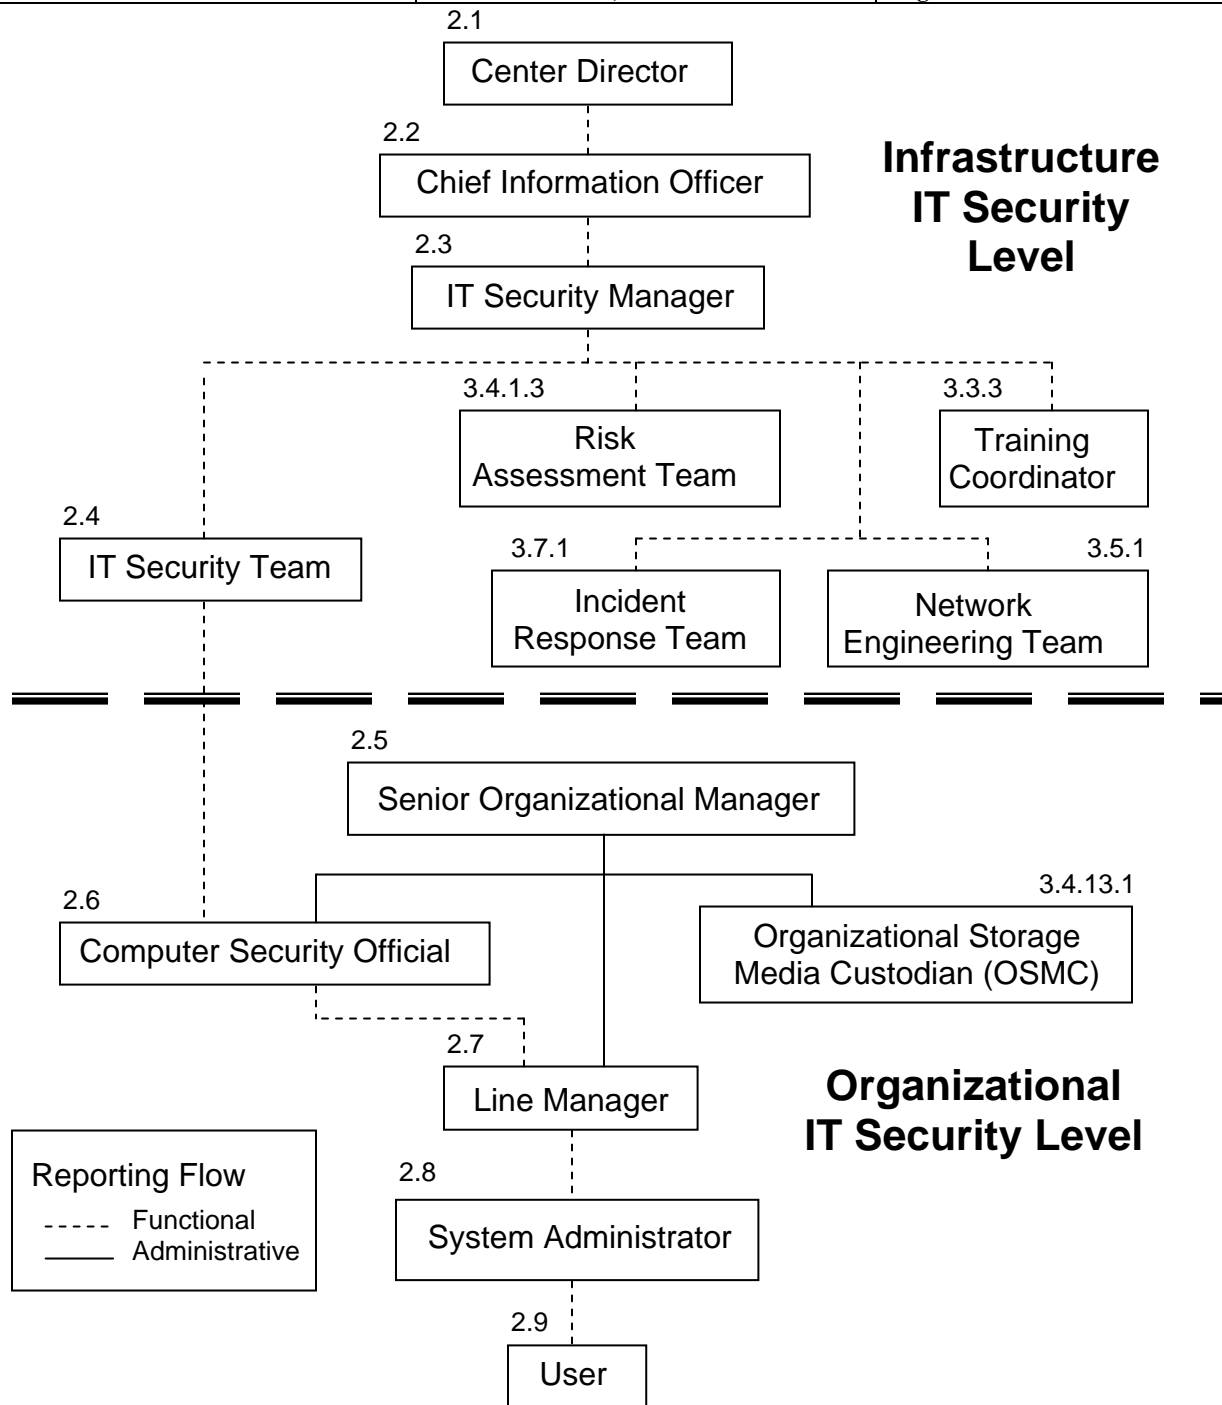 2.1
Center Director
2.2
Chief Information Officer
Infrastructure
IT Security
Level
2.3
IT Security Manager
3.4.1.3
Risk
Assessment Team
3.3.3
Training
Coordinator
2.4
IT Security Team
3.7.1
Incident
Response Team
3.5.1
Network
Engineering Team
2.5
Senior Organizational Manager
2.6
Computer Security Official
3.4.13.1
Organizational Storage
Media Custodian (OSMC)
2.7
Line Manager
Organizational
IT Security Level
Reporting Flow
Functional
Administrative
2.8
System Administrator
2.9
User